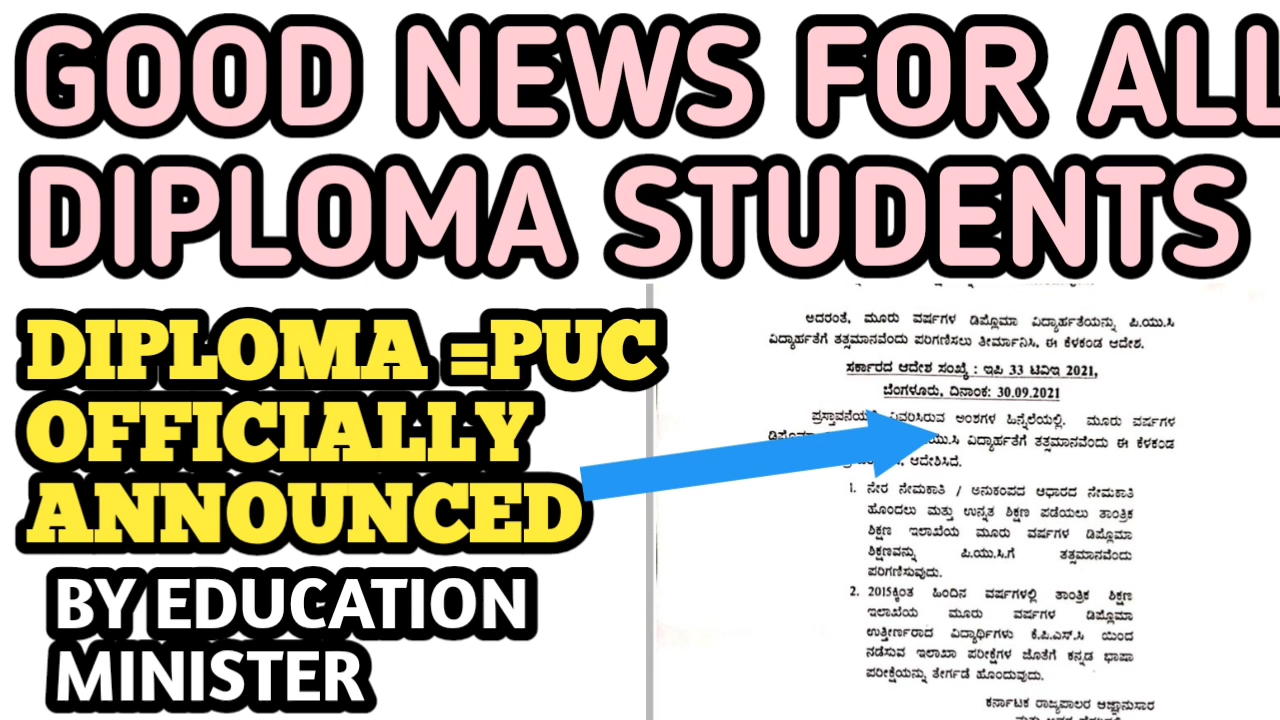 GOOD NEWS FOR ALL
DIPLOMA STUDENTS
DIPLOMA =PUC
OFFICIALLY
ANNOUNCED
BY EDUCATION
MINISTER
ಅದರಂತೆ, ಮೂರು ವರ್ಷಗಳ ಡಿಪ್ಲೊಮಾ ವಿದ್ಯಾರ್ಹತೆಯನ್ನು ಪಿ.ಯು.ಸಿ
ವಿದ್ಯಾರ್ಹತೆಗೆ ತತ್ಸಮಾನವೆಂದು ಪರಿಗಣಿಸಲು ತೀರ್ಮಾನಿಸಿ, ಈ ಕೆಳಕಂಡ ಆದೇಶ.
ಸರ್ಕಾರದ ಆದೇಶ ಸಂಖ್ಯೆ : ಇಪಿ 33 ಟಿವಿಇ 2021,
ಬೆಂಗಳೂರು, ದಿನಾಂಕ: 30.09.2021
ವಿವರಿಸಿರುವ ಅಂಶಗಳ ಹಿನ್ನೆಲೆಯಲ್ಲಿ, ಮೂರು ವರ್ಷಗಳ
ವಿದ್ಯಾರ್ಹತೆಗೆ ತತ್ಸಮಾನವೆಂದು ಈ ಕೆಳಕಂಡ
ಆದೇಶಿಸಿದೆ.
1. ನೇರ ನೇಮಕಾತಿ / ಅನುಕಂಪದ ಆಧಾರದ ನೇಮಕಾತಿ
ಹೊಂದಲು ಮತ್ತು ಉನ್ನತ ಶಿಕ್ಷಣ ಪಡೆಯಲು ತಾಂತ್ರಿಕ
ಶಿಕ್ಷಣ ಇಲಾಖೆಯ ಮೂರು ವರ್ಷಗಳ ಡಿಪ್ಲೊಮಾ
ಶಿಕ್ಷಣವನ್ನು ಪಿ.ಯು.ಸಿ.ಗೆ ತತ್ಸಮಾನವೆಂದು
ಪರಿಗಣಿಸುವುದು.
2. 2015ಕ್ಕಿಂತ ಹಿಂದಿನ ವರ್ಷಗಳಲ್ಲಿ ತಾಂತ್ರಿಕ ಶಿಕ್ಷಣ
ಇಲಾಖೆಯ ಮೂರು ವರ್ಷಗಳ ಡಿಪ್ಲೊಮಾ
ಉತ್ತೀರ್ಣರಾದ ವಿದ್ಯಾರ್ಥಿಗಳು ಕೆ.ಪಿ.ಎಸ್.ಸಿ ಯಿಂದ
ನಡೆಸುವ ಇಲಾಖಾ ಪರೀಕ್ಷೆಗಳ ಜೊತೆಗೆ ಕನ್ನಡ ಭಾಷಾ
ಪರೀಕ್ಷೆಯನ್ನು ತೇರ್ಗಡೆ ಹೊಂದುವುದು.
ಕರ್ನಾಟಕ ರಾಜ್ಯಪಾಲರ ಆಜ್ಞಾನುಸಾರ